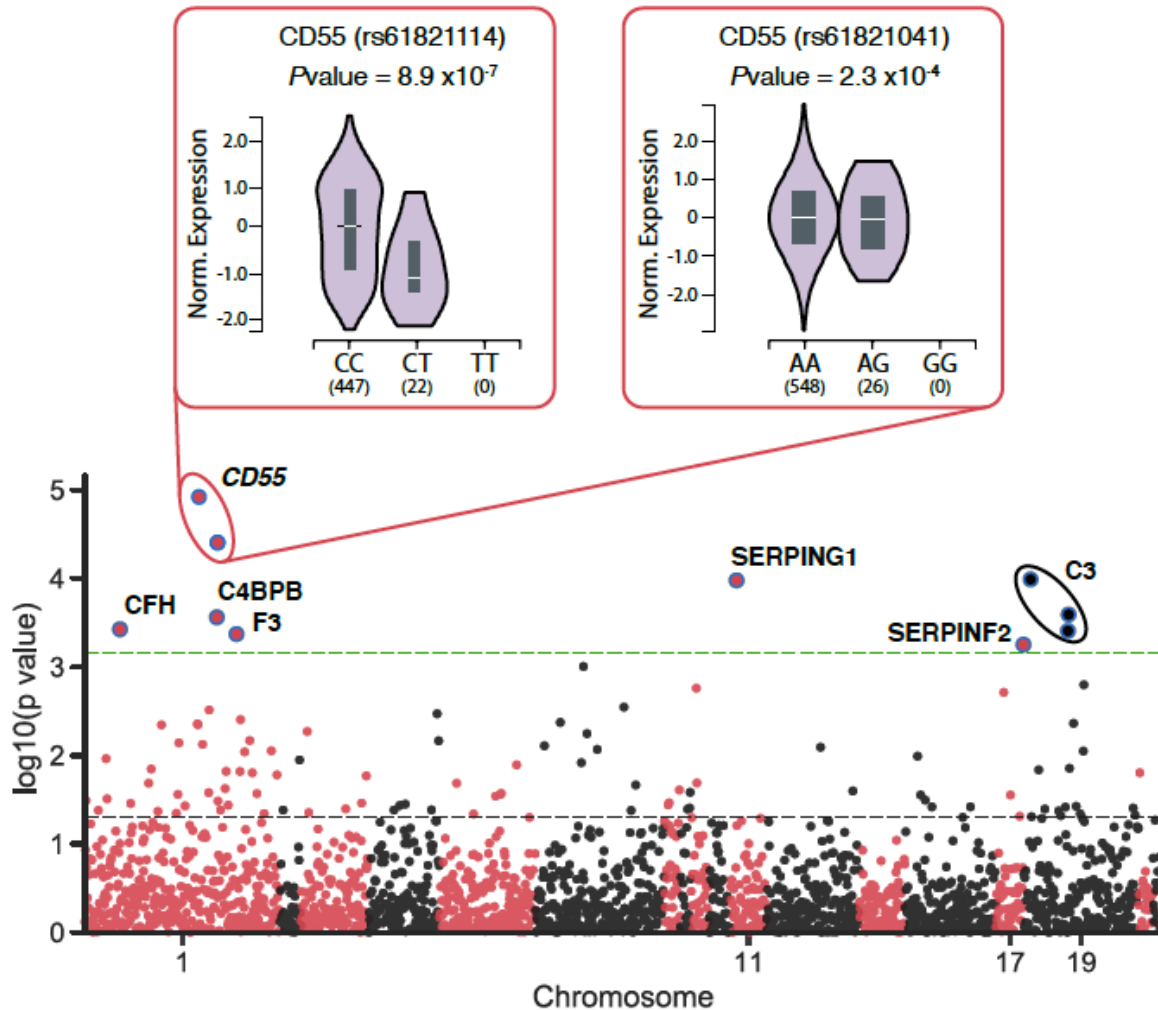 CD55 (rs61821114)
Pvalue = 8.9 x10⁻⁷
Norm. Expression
2.0
1.0
0
-1.0
-2.0
CC
(447)
CT
(22)
TT
(0)
CD55 (rs61821041)
Pvalue = 2.3 x10⁻⁴
Norm. Expression
2.0
1.0
0
-1.0
-2.0
AA
(548)
AG
(26)
GG
(0)
CD55
CFH
C4BPB
F3
SERPING1
SERPINF2
C3
log10(p value)
5
4
3
2
1
0
1
11
17
19
Chromosome